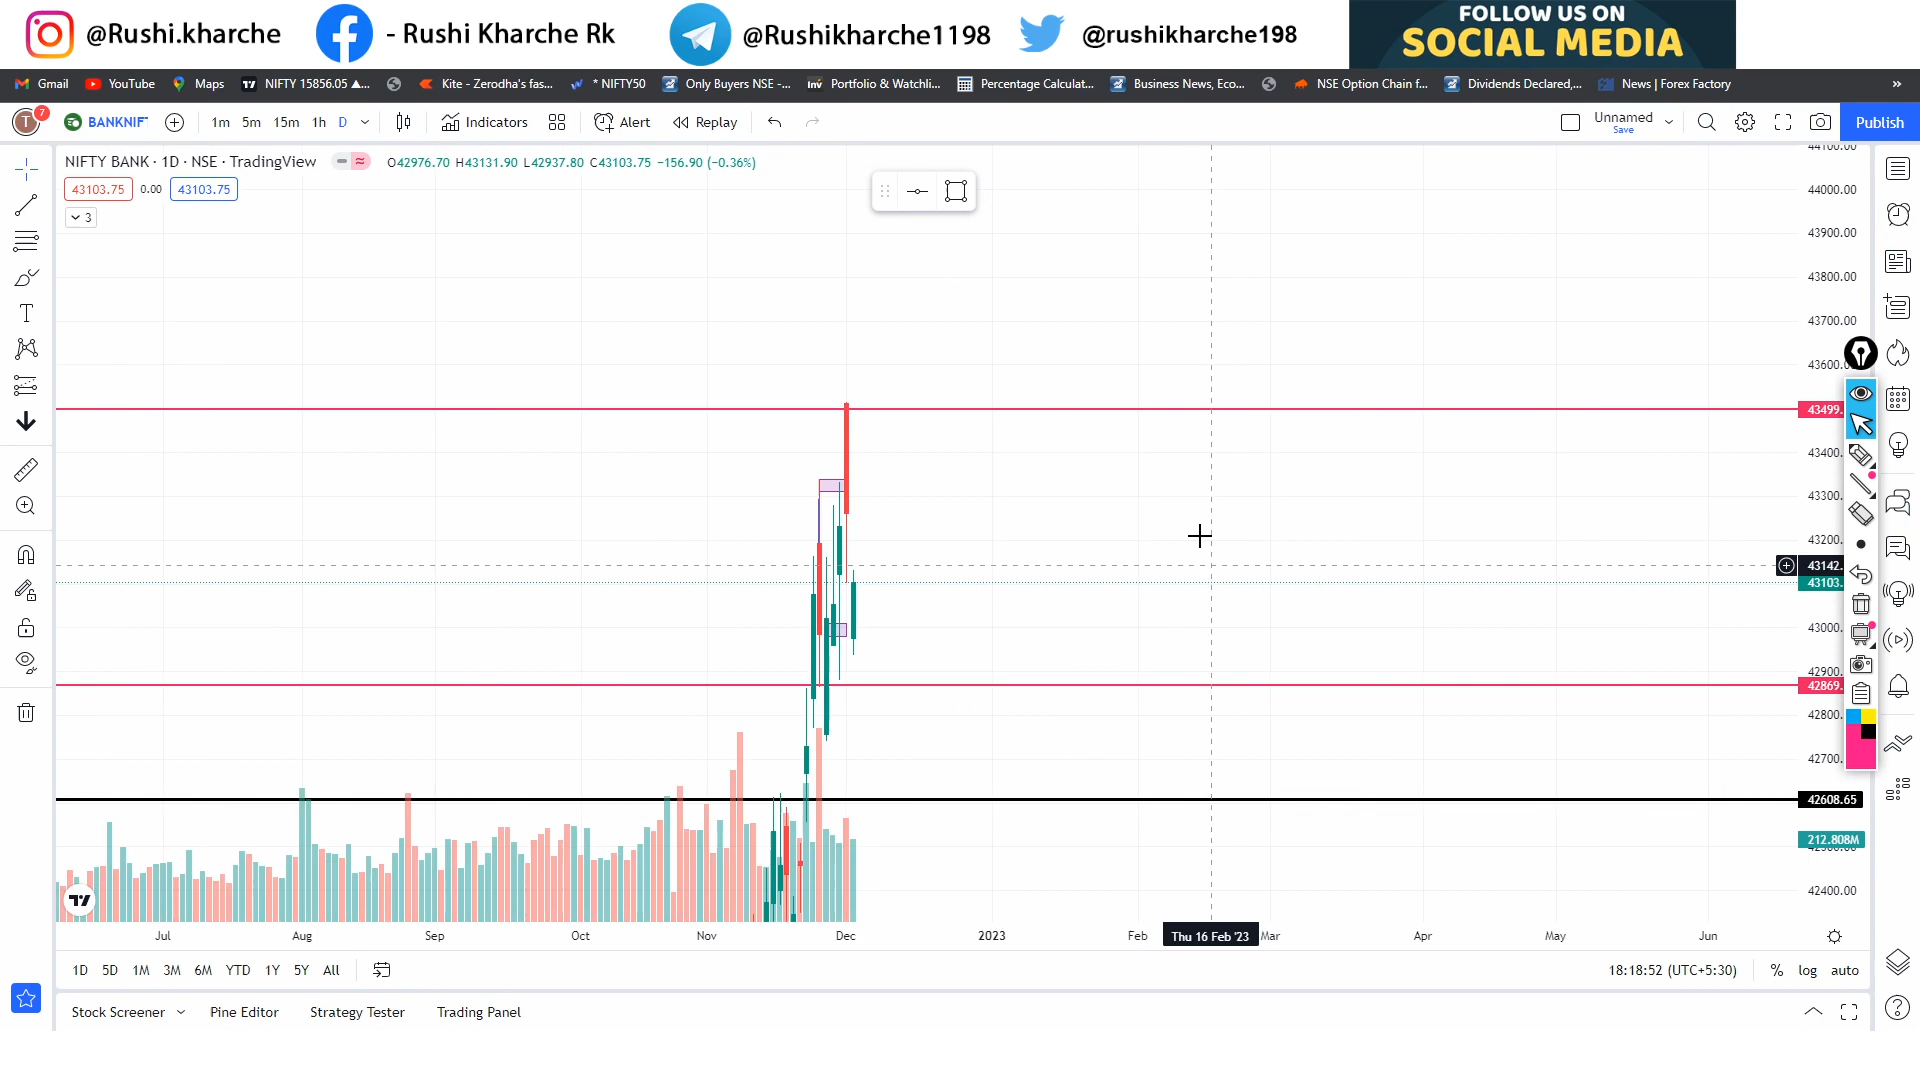 @Rushi.kharche
- Rushi Kharche Rk
@Rushikharche1198
@rushikharche198
FOLLOW US ON
SOCIAL MEDIA
Gmail YouTube Maps NIFTY 15856.05 ▲... Kite - Zerodha's fas... * NIFTY50 Only Buyers NSE -... Portfolio & Watchli... Percentage Calculat... Business News, Eco... NSE Option Chain f... Dividends Declared,... News | Forex Factory »
T 7 BANKNIF 1m 5m 15m 1h D Indicators Alert Replay Unnamed
Save
Publish
NIFTY BANK · 1D · NSE · TradingView O42976.70 H43131.90 L42937.80 C43103.75 −156.90 (−0.36%)
43103.75 0.00 43103.75
3
44100.00
44000.00
43900.00
43800.00
43700.00
43600.
43499.
43400.
43300.
43200.
43142.
43103.
43000.
42900.
42869.
42800.
42700.
42608.65
212.808M
42400.00
Jul Aug Sep Oct Nov Dec 2023 Feb Thu 16 Feb '23 Mar Apr May Jun
1D 5D 1M 3M 6M YTD 1Y 5Y All 18:18:52 (UTC+5:30) % log auto
Stock Screener Pine Editor Strategy Tester Trading Panel